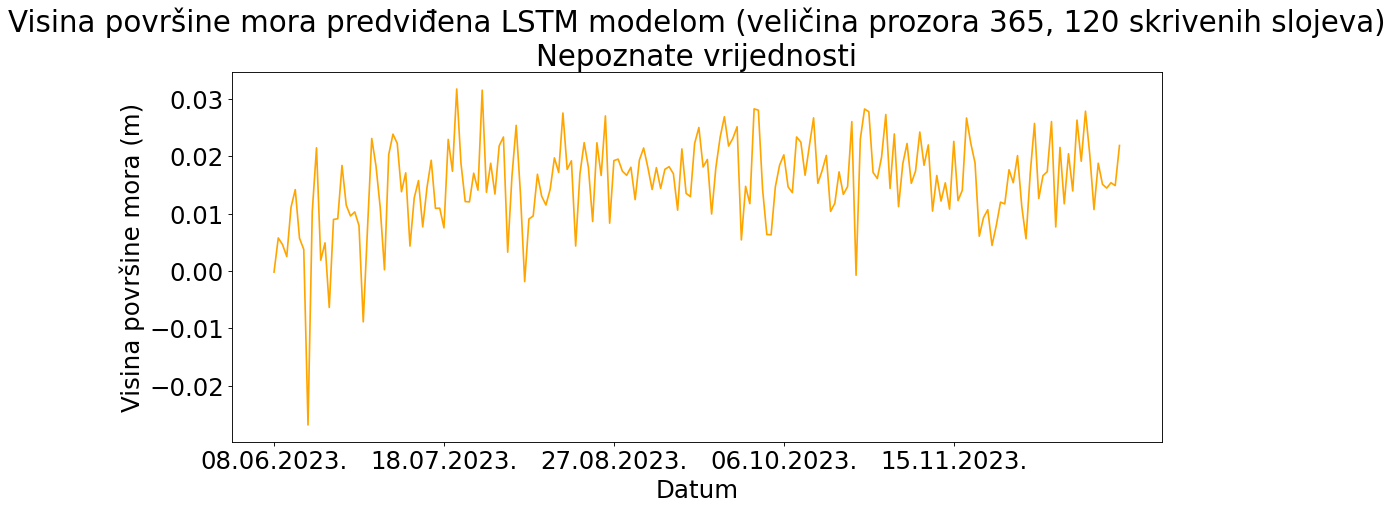 Visina površine mora predviđena LSTM modelom (veličina prozora 365, 120 skrivenih slojeva)
Nepoznate vrijednosti
Visina površine mora (m)
0.03
0.02
0.01
0.00
−0.01
−0.02
08.06.2023. 18.07.2023. 27.08.2023. 06.10.2023. 15.11.2023.
Datum